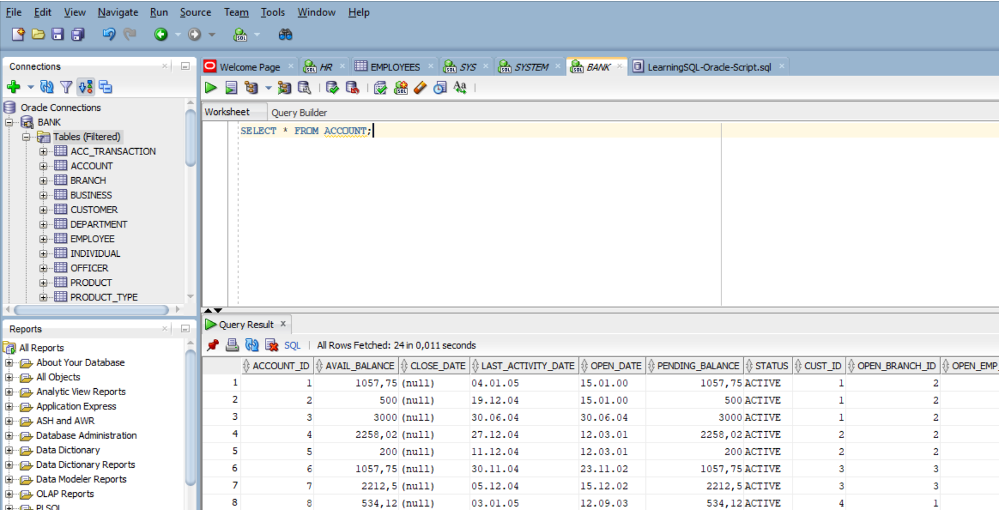 File Edit View Navigate Run Source Team Tools Window Help
Connections
Oracle Connections
BANK
Tables (Filtered)
ACC_TRANSACTION
ACCOUNT
BRANCH
BUSINESS
CUSTOMER
DEPARTMENT
EMPLOYEE
INDIVIDUAL
OFFICER
PRODUCT
PRODUCT_TYPE
Reports
All Reports
About Your Database
All Objects
Analytic View Reports
Application Express
ASH and AWR
Database Administration
Data Dictionary
Data Dictionary Reports
Data Modeler Reports
OLAP Reports
PLSQL
Welcome Page HR EMPLOYEES SYS SYSTEM BANK LearningSQL-Oracle-Script.sql
Worksheet Query Builder
SELECT * FROM ACCOUNT;
Query Result
SQL | All Rows Fetched: 24 in 0,011 seconds
ACCOUNT_ID AVAIL_BALANCE CLOSE_DATE LAST_ACTIVITY_DATE OPEN_DATE PENDING_BALANCE STATUS CUST_ID OPEN_BRANCH_ID OPEN_EMP_
1 1 1057,75 (null) 04.01.05 15.01.00 1057,75 ACTIVE 1 2
2 2 500 (null) 19.12.04 15.01.00 500 ACTIVE 1 2
3 3 3000 (null) 30.06.04 30.06.04 3000 ACTIVE 1 2
4 4 2258,02 (null) 27.12.04 12.03.01 2258,02 ACTIVE 2 2
5 5 200 (null) 11.12.04 12.03.01 200 ACTIVE 2 2
6 6 1057,75 (null) 30.11.04 23.11.02 1057,75 ACTIVE 3 3
7 7 2212,5 (null) 05.12.04 15.12.02 2212,5 ACTIVE 3 3
8 8 534,12 (null) 03.01.05 12.09.03 534,12 ACTIVE 4 1